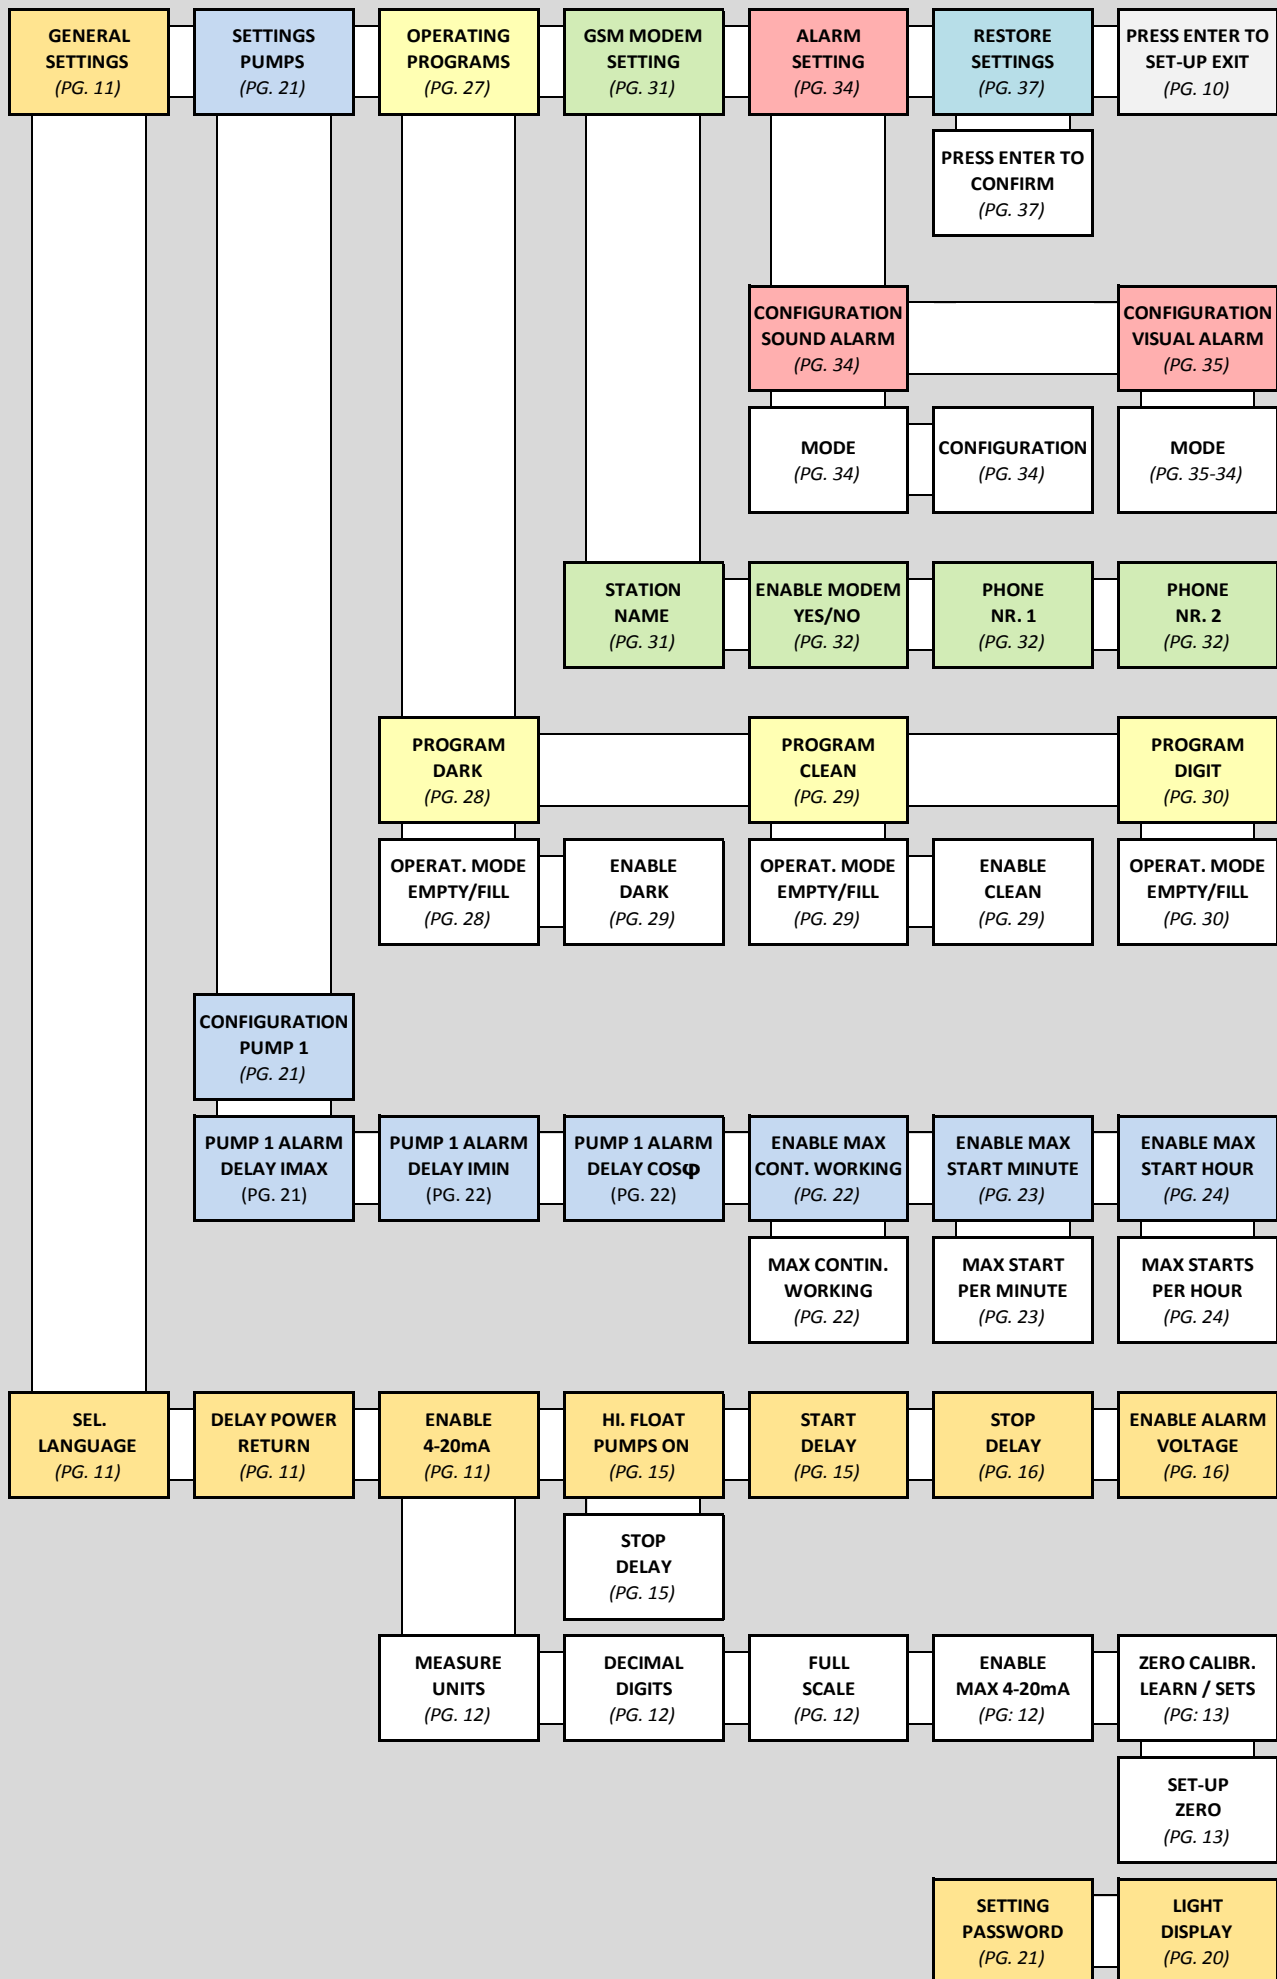 GENERAL
SETTINGS
(PG. 11)
SETTINGS
PUMPS
(PG. 21)
OPERATING
PROGRAMS
(PG. 27)
GSM MODEM
SETTING
(PG. 31)
ALARM
SETTING
(PG. 34)
RESTORE
SETTINGS
(PG. 37)
PRESS ENTER TO
SET-UP EXIT
(PG. 10)
PRESS ENTER TO
CONFIRM
(PG. 37)
CONFIGURATION
SOUND ALARM
(PG. 34)
CONFIGURATION
VISUAL ALARM
(PG. 35)
MODE
(PG. 34)
CONFIGURATION
(PG. 34)
MODE
(PG. 35-34)
STATION
NAME
(PG. 31)
ENABLE MODEM
YES/NO
(PG. 32)
PHONE
NR. 1
(PG. 32)
PHONE
NR. 2
(PG. 32)
PROGRAM
DARK
(PG. 28)
PROGRAM
CLEAN
(PG. 29)
PROGRAM
DIGIT
(PG. 30)
OPERAT. MODE
EMPTY/FILL
(PG. 28)
ENABLE
DARK
(PG. 29)
OPERAT. MODE
EMPTY/FILL
(PG. 29)
ENABLE
CLEAN
(PG. 29)
OPERAT. MODE
EMPTY/FILL
(PG. 30)
CONFIGURATION
PUMP 1
(PG. 21)
PUMP 1 ALARM
DELAY IMAX
(PG. 21)
PUMP 1 ALARM
DELAY IMIN
(PG. 22)
PUMP 1 ALARM
DELAY COSφ
(PG. 22)
ENABLE MAX
CONT. WORKING
(PG. 22)
ENABLE MAX
START MINUTE
(PG. 23)
ENABLE MAX
START HOUR
(PG. 24)
MAX CONTIN.
WORKING
(PG. 22)
MAX START
PER MINUTE
(PG. 23)
MAX STARTS
PER HOUR
(PG. 24)
SEL.
LANGUAGE
(PG. 11)
DELAY POWER
RETURN
(PG. 11)
ENABLE
4-20mA
(PG. 11)
HI. FLOAT
PUMPS ON
(PG. 15)
START
DELAY
(PG. 15)
STOP
DELAY
(PG. 16)
ENABLE ALARM
VOLTAGE
(PG. 16)
STOP
DELAY
(PG. 15)
MEASURE
UNITS
(PG. 12)
DECIMAL
DIGITS
(PG. 12)
FULL
SCALE
(PG. 12)
ENABLE
MAX 4-20mA
(PG: 12)
ZERO CALIBR.
LEARN / SETS
(PG: 13)
SET-UP
ZERO
(PG. 13)
SETTING
PASSWORD
(PG. 21)
LIGHT
DISPLAY
(PG. 20)